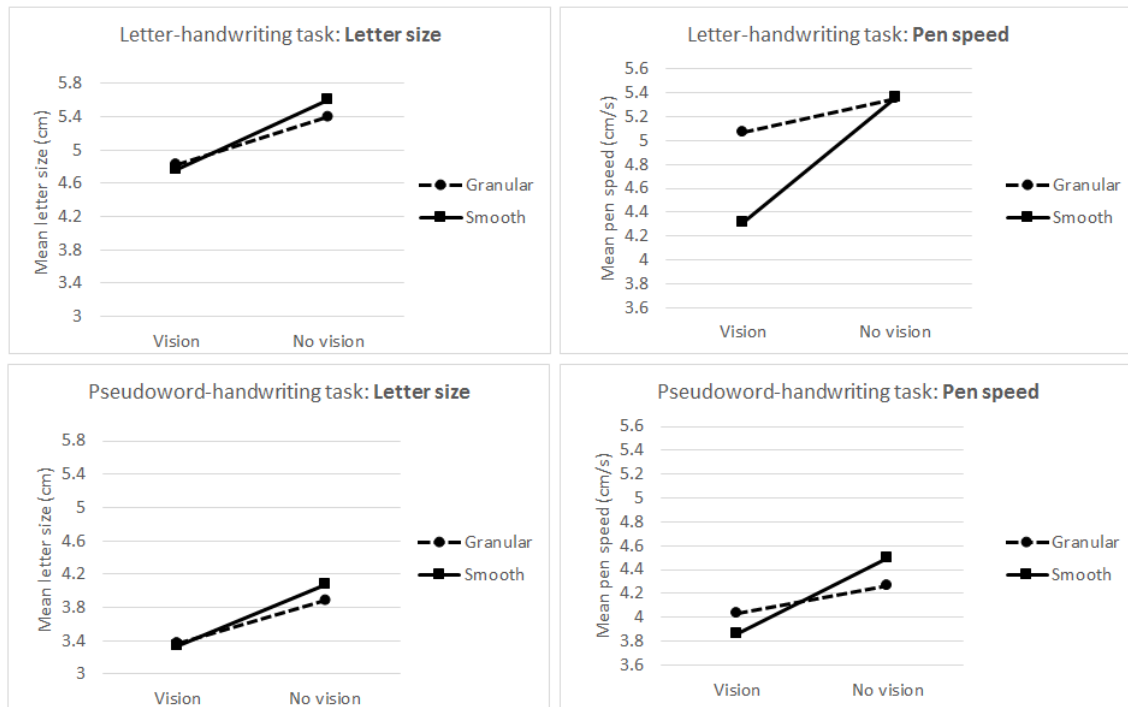 Letter-handwriting task: Letter size
Mean letter size (cm)
5.8
5.4
5
4.6
4.2
3.8
3.4
3
Vision
No vision
Granular
Smooth
Letter-handwriting task: Pen speed
Mean pen speed (cm/s)
5.6
5.4
5.2
5
4.8
4.6
4.4
4.2
4
3.8
3.6
Vision
No vision
Granular
Smooth
Pseudoword-handwriting task: Letter size
Mean letter size (cm)
5.8
5.4
5
4.6
4.2
3.8
3.4
3
Vision
No vision
Granular
Smooth
Pseudoword-handwriting task: Pen speed
Mean pen speed (cm/s)
5.6
5.4
5.2
5
4.8
4.6
4.4
4.2
4
3.8
3.6
Vision
No vision
Granular
Smooth